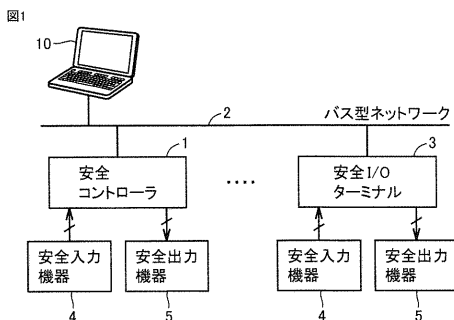 図1
10
バス型ネットワーク
2
1
3
安全
コントローラ
‥‥
安全I/O
ターミナル
安全入力
機器
安全出力
機器
安全入力
機器
安全出力
機器
4
5
4
5